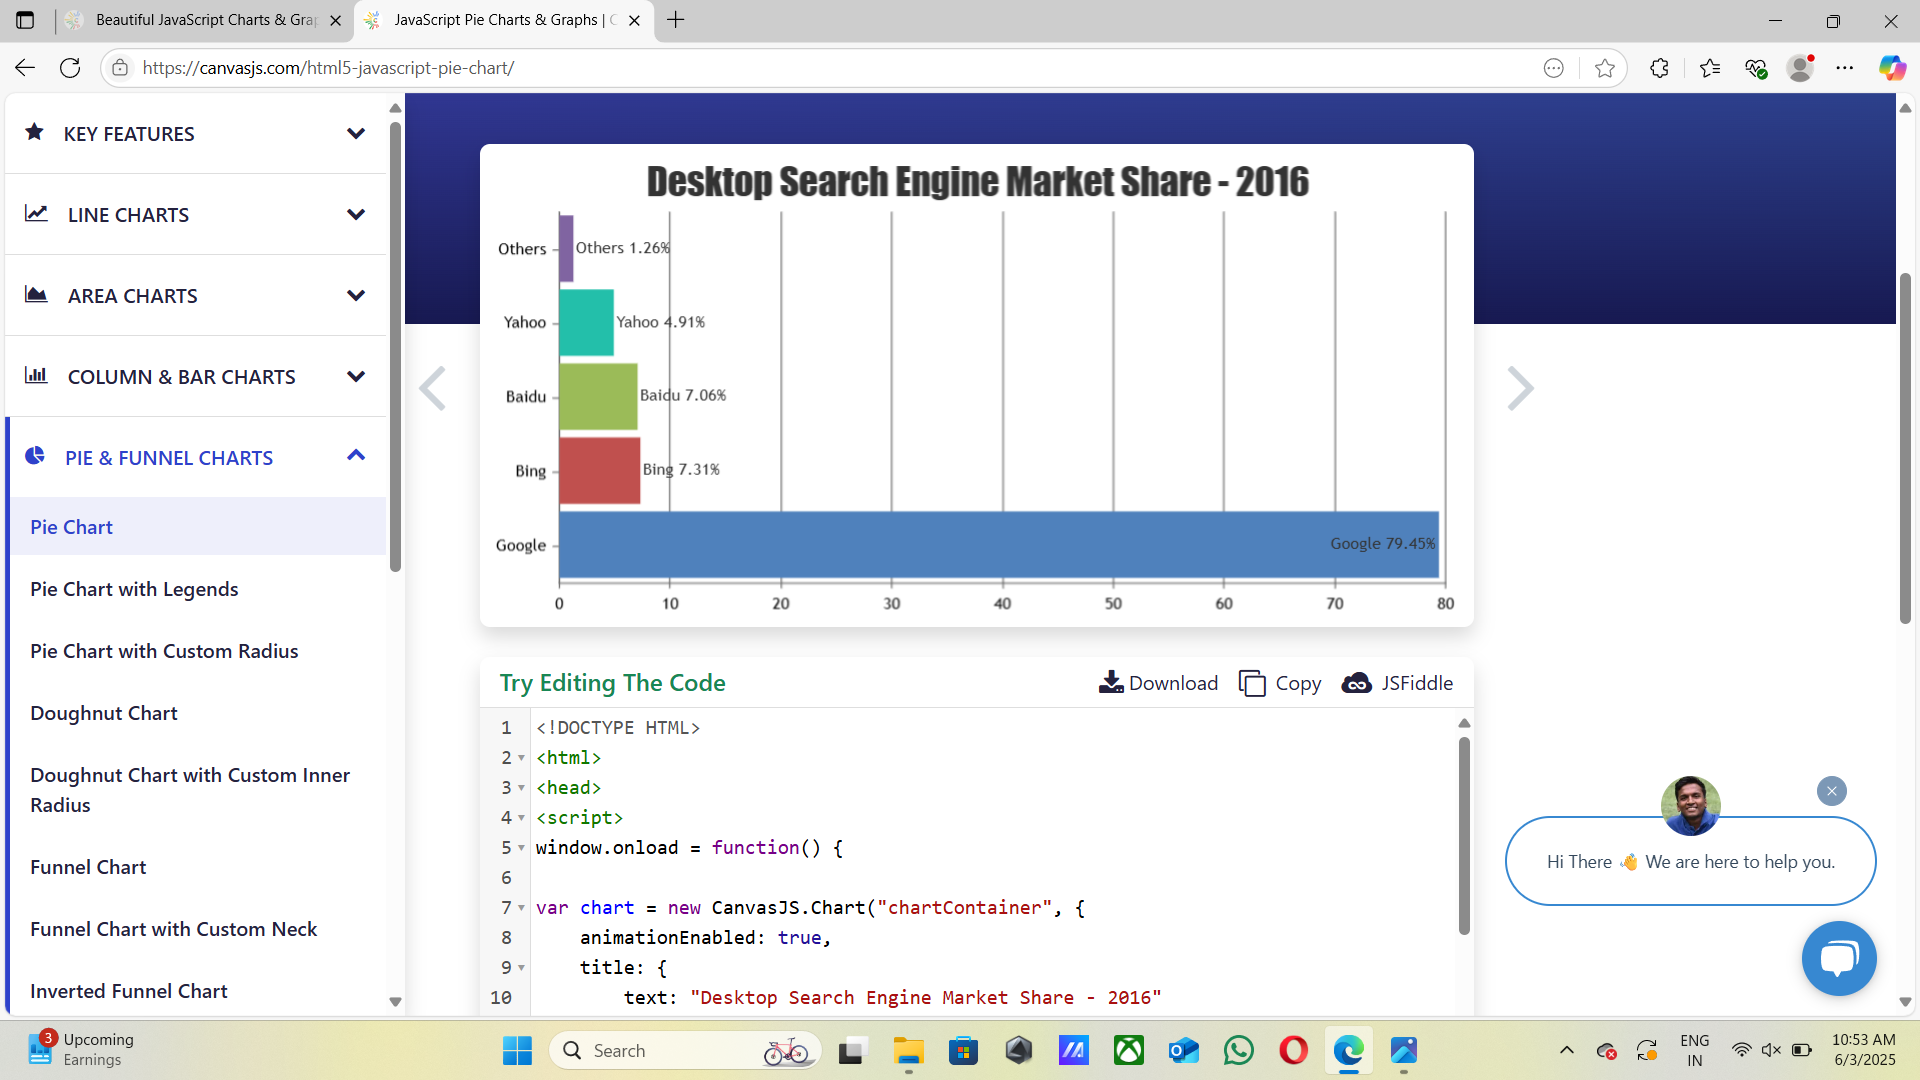 Beautiful JavaScript Charts & Gra
JavaScript Pie Charts & Graphs | C
https://canvasjs.com/html5-javascript-pie-chart/
KEY FEATURES
LINE CHARTS
AREA CHARTS
COLUMN & BAR CHARTS
PIE & FUNNEL CHARTS
Pie Chart
Pie Chart with Legends
Pie Chart with Custom Radius
Doughnut Chart
Doughnut Chart with Custom Inner
Radius
Funnel Chart
Funnel Chart with Custom Neck
Inverted Funnel Chart
Desktop Search Engine Market Share - 2016
Others Others 1.26%
Yahoo Yahoo 4.91%
Baidu Baidu 7.06%
Bing Bing 7.31%
Google Google 79.45%
0 10 20 30 40 50 60 70 80
Try Editing The Code Download Copy JSFiddle
1 <!DOCTYPE HTML>
2 <html>
3 <head>
4 <script>
5 window.onload = function() {
6
7 var chart = new CanvasJS.Chart("chartContainer", {
8 animationEnabled: true,
9 title: {
10 text: "Desktop Search Engine Market Share - 2016"
Hi There 👋 We are here to help you.
3 Upcoming
Earnings
Search
ENG
IN
10:53 AM
6/3/2025